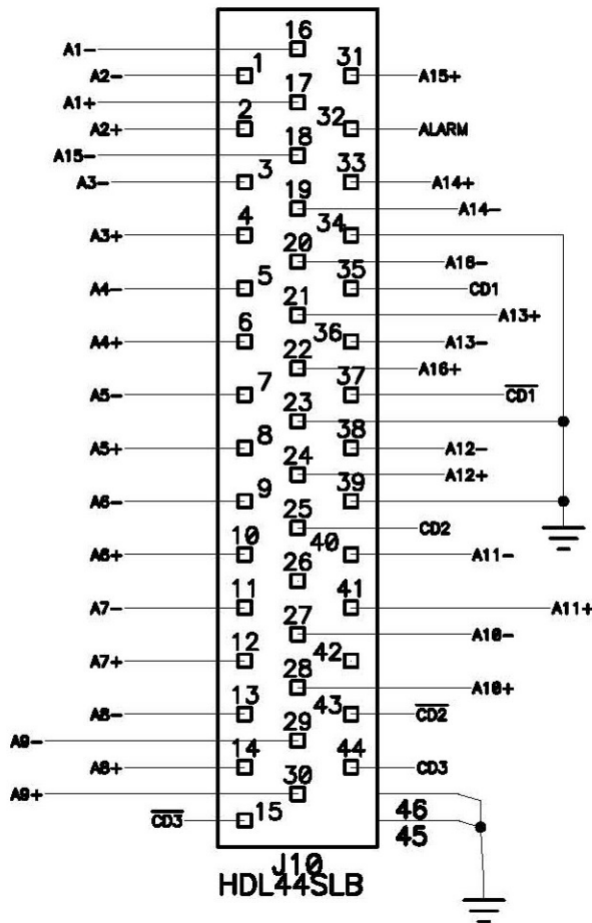 A1- 16
A2- 1 31 A15+
A1+ 17
A2+ 2 32 ALARM
A15- 18
A3- 3 33 A14+
19 A14-
A3+ 4 34
20 A16-
A4- 5 35 CD1
21 A13+
A4+ 6 36 A13-
22 A16+
A5- 7 37 CD1
23
A5+ 8 38 A12-
24 A12+
A6- 9 39
25 CD2
A6+ 10 40 A11-
26
A7- 11 41 A11+
27 A10-
A7+ 12 42
28 A10+
A8- 13 43 CD2
A9- 29
A8+ 14 44 CD3
A9+ 30
46
CD3 15
45
J10
HDL44SLB